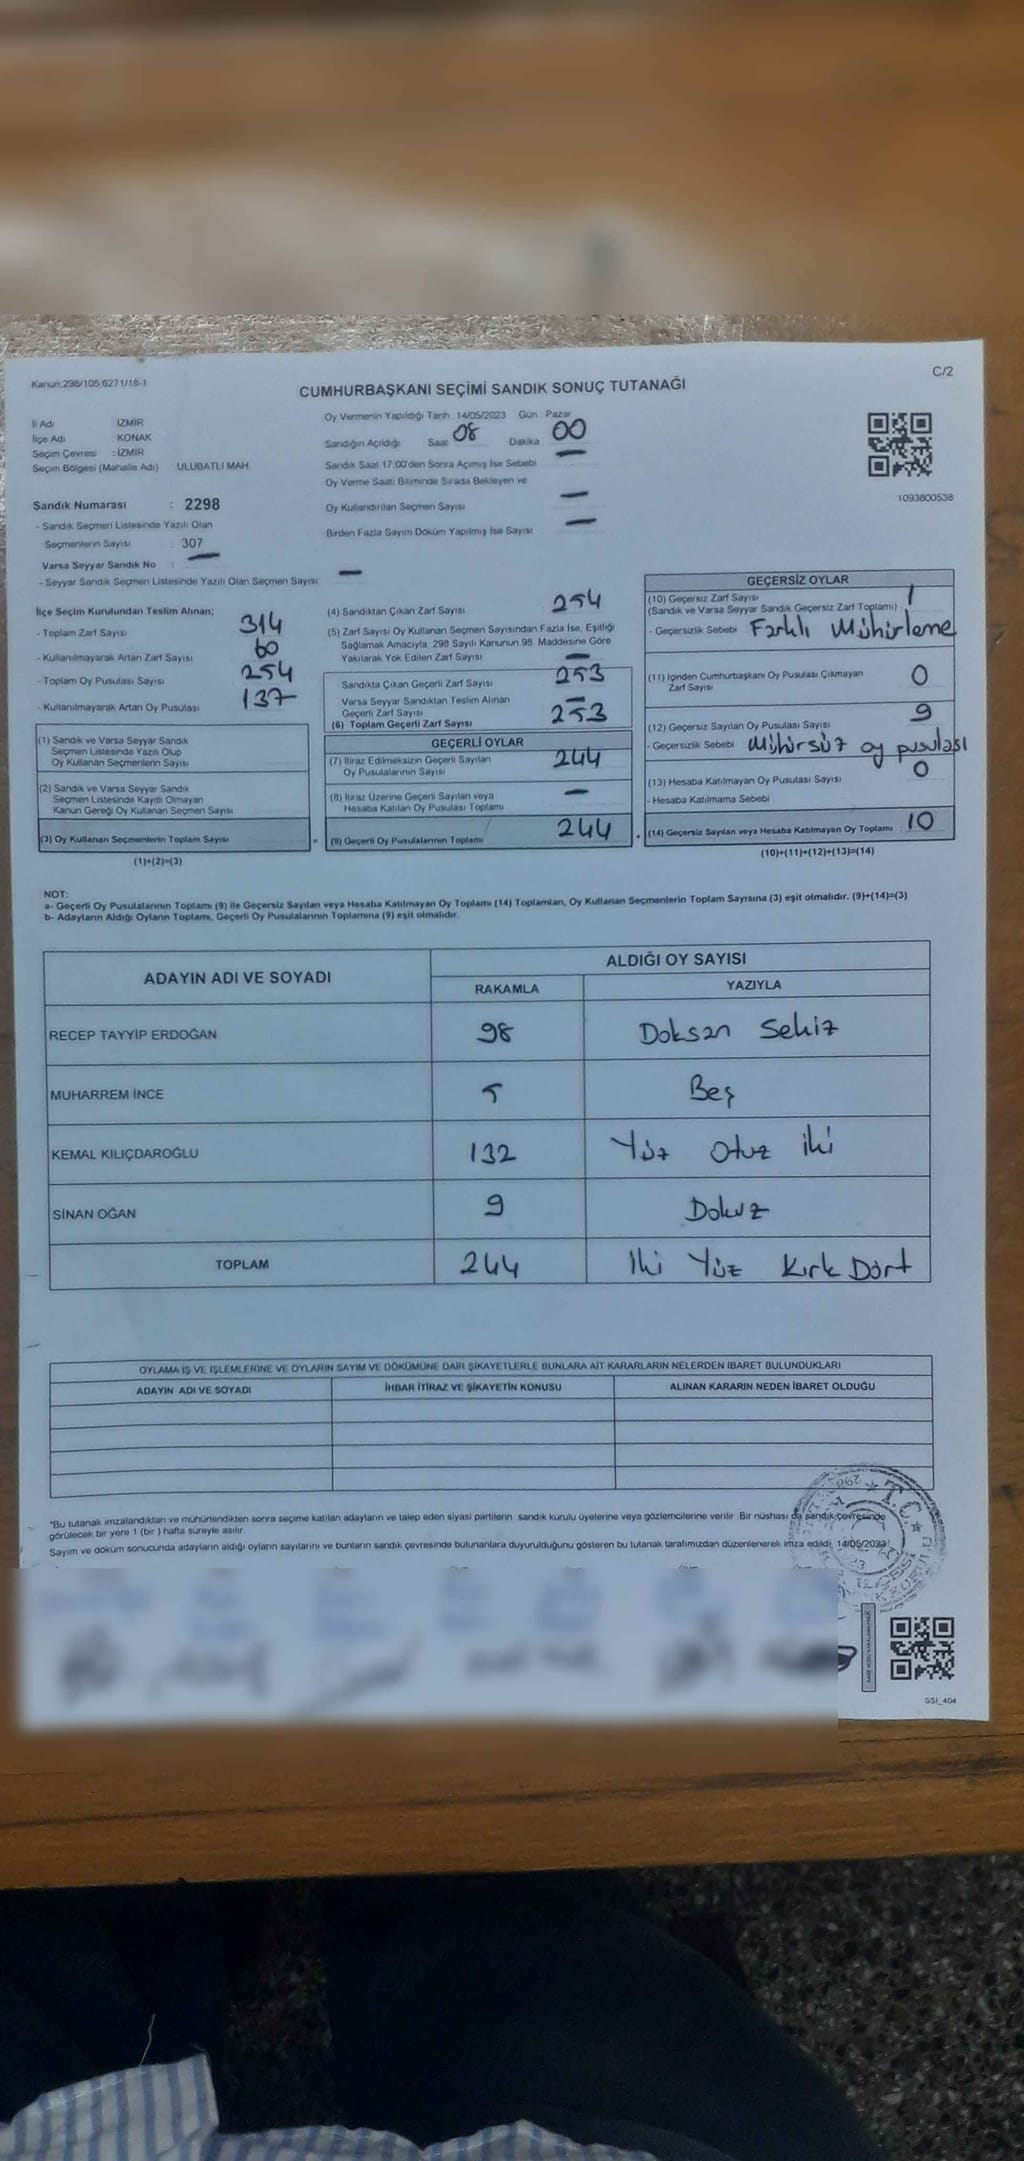 Kanun:298/105,6271/18-1
C/2
CUMHURBAŞKANI SEÇİMİ SANDIK SONUÇ TUTANAĞI
İl Adı İZMİR
İlçe Adı KONAK
Seçim Çevresi : İZMİR
Seçim Bölgesi (Mahalle Adı) ULUBATLI MAH.
Oy Vermenin Yapıldığı Tarih 14/05/2023 Gün : Pazar
Sandığın Açıldığı Saat 08 Dakika 00
Sandık Saat 17:00'den Sonra Açılmış İse Sebebi —
Oy Verme Saati Bitiminde Sırada Bekleyen ve
Oy Kullandırılan Seçmen Sayısı —
Birden Fazla Sayım Döküm Yapılmış İse Sayısı —
1093800538
Sandık Numarası : 2298
- Sandık Seçmen Listesinde Yazılı Olan
Seçmenlerin Sayısı : 307
Varsa Seyyar Sandık No : —
- Seyyar Sandık Seçmen Listesinde Yazılı Olan Seçmen Sayısı —
İlçe Seçim Kurulundan Teslim Alınan;
- Toplam Zarf Sayısı 314
- Kullanılmayarak Artan Zarf Sayısı 60
- Toplam Oy Pusulası Sayısı 254
- Kullanılmayarak Artan Oy Pusulası 137
(1) Sandık ve Varsa Seyyar Sandık
Seçmen Listesinde Yazılı Olup
Oy Kullanan Seçmenlerin Sayısı
(2) Sandık ve Varsa Seyyar Sandık
Seçmen Listesinde Kayıtlı Olmayan
Kanun Gereği Oy Kullanan Seçmen Sayısı
(3) Oy Kullanan Seçmenlerin Toplam Sayısı
(1)+(2)=(3)
(4) Sandıktan Çıkan Zarf Sayısı : 254
(5) Zarf Sayısı Oy Kullanan Seçmen Sayısından Fazla İse, Eşitliği
Sağlamak Amacıyla, 298 Sayılı Kanunun 98. Maddesine Göre
Yakılarak Yok Edilen Zarf Sayısı —
Sandıkta Çıkan Geçerli Zarf Sayısı 253
Varsa Seyyar Sandıktan Teslim Alınan
Geçerli Zarf Sayısı —
(6) Toplam Geçerli Zarf Sayısı 253
GEÇERLİ OYLAR
(7) İtiraz Edilmeksizin Geçerli Sayılan
Oy Pusulalarının Sayısı 244
(8) İtiraz Üzerine Geçerli Sayılan veya
Hesaba Katılan Oy Pusulası Toplamı —
= (9) Geçerli Oy Pusulalarının Toplamı 244
GEÇERSİZ OYLAR
(10) Geçersiz Zarf Sayısı 1
(Sandık ve Varsa Seyyar Sandık Geçersiz Zarf Toplamı)
- Geçersizlik Sebebi Farklı Mühürleme
(11) İçinden Cumhurbaşkanı Oy Pusulası Çıkmayan
Zarf Sayısı 0
(12) Geçersiz Sayılan Oy Pusulası Sayısı 9
- Geçersizlik Sebebi Mühürsüz oy pusulası
(13) Hesaba Katılmayan Oy Pusulası Sayısı 0
- Hesaba Katılmama Sebebi
+ (14) Geçersiz Sayılan veya Hesaba Katılmayan Oy Toplamı : 10
(10)+(11)+(12)+(13)=(14)
NOT:
a- Geçerli Oy Pusulalarının Toplamı (9) ile Geçersiz Sayılan veya Hesaba Katılmayan Oy Toplamı (14) Toplamları, Oy Kullanan Seçmenlerin Toplam Sayısına (3) eşit olmalıdır. (9)+(14)=(3)
b- Adayların Aldığı Oyların Toplamı, Geçerli Oy Pusulalarının Toplamına (9) eşit olmalıdır.
ADAYIN ADI VE SOYADI ALDIĞI OY SAYISI
RAKAMLA YAZIYLA
RECEP TAYYİP ERDOĞAN 98 Doksan Sekiz
MUHARREM İNCE 5 Beş
KEMAL KILIÇDAROĞLU 132 Yüz Otuz iki
SİNAN OĞAN 9 Dokuz
TOPLAM 244 İki Yüz Kırk Dört
OYLAMA İŞ VE İŞLEMLERİNE VE OYLARIN SAYIM VE DÖKÜMÜNE DAİR ŞİKAYETLERLE BUNLARA AİT KARARLARIN NELERDEN İBARET BULUNDUKLARI
ADAYIN ADI VE SOYADI İHBAR İTİRAZ VE ŞİKAYETİN KONUSU ALINAN KARARIN NEDEN İBARET OLDUĞU
*Bu tutanak imzalandıktan ve mühürlendikten sonra seçime katılan adayların ve talep eden siyasi partilerin sandık kurulu üyelerine veya gözlemcilerine verilir. Bir nüshası da sandık çevresinde
görülecek bir yere 1 (bir ) hafta süreyle asılır.
Sayım ve döküm sonucunda adayların aldığı oyların sayılarını ve bunların sandık çevresinde bulunanlara duyurulduğunu gösteren bu tutanak tarafımızdan düzenlenerek imza edildi. 14/05/2023
T.C.
SSI_404